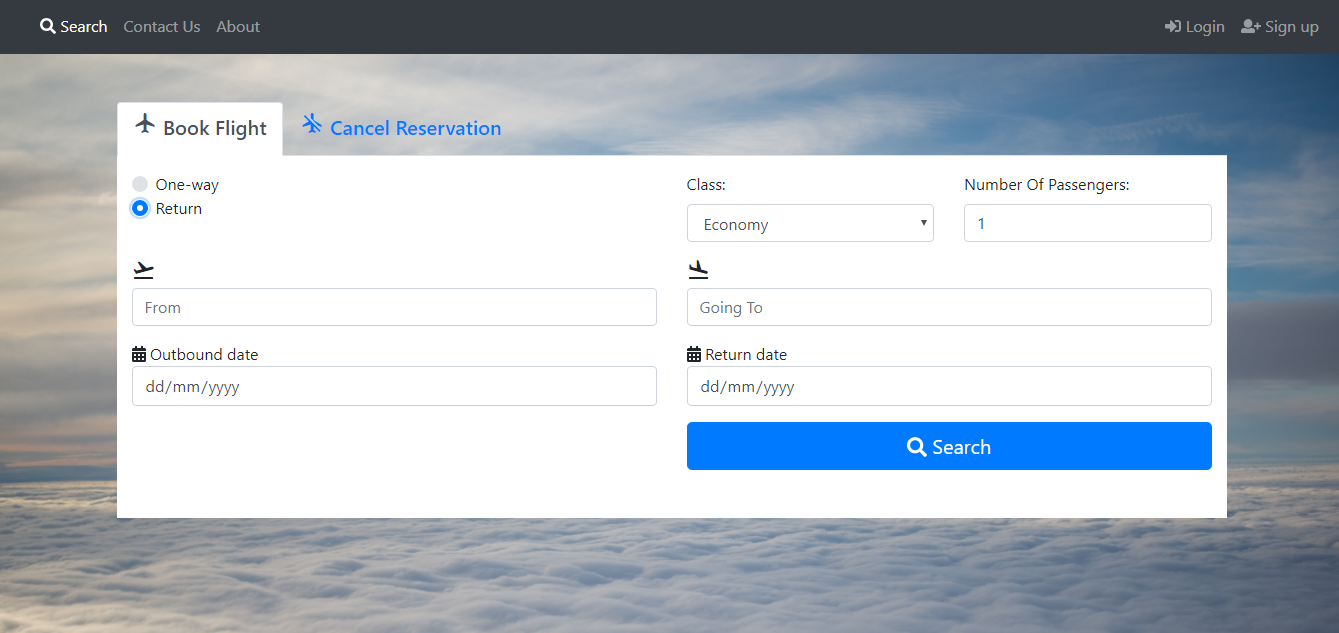 Search Contact Us About Login Sign up
Book Flight Cancel Reservation
One-way
Return
Class:
Number Of Passengers:
Economy
1
From
Going To
Outbound date
Return date
dd/mm/yyyy
dd/mm/yyyy
Search